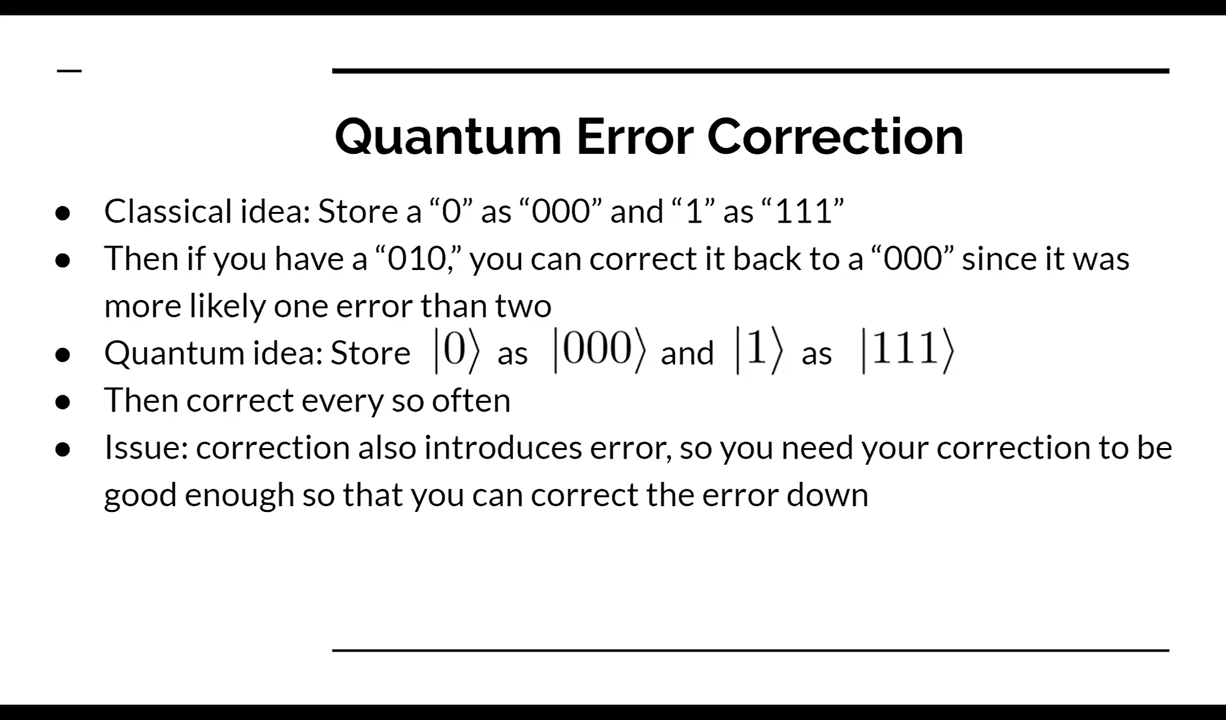 Quantum Error Correction
● Classical idea: Store a “0” as “000” and “1” as “111”
● Then if you have a “010,” you can correct it back to a “000” since it was
more likely one error than two
● Quantum idea: Store |0⟩ as |000⟩ and |1⟩ as |111⟩
● Then correct every so often
● Issue: correction also introduces error, so you need your correction to be
good enough so that you can correct the error down